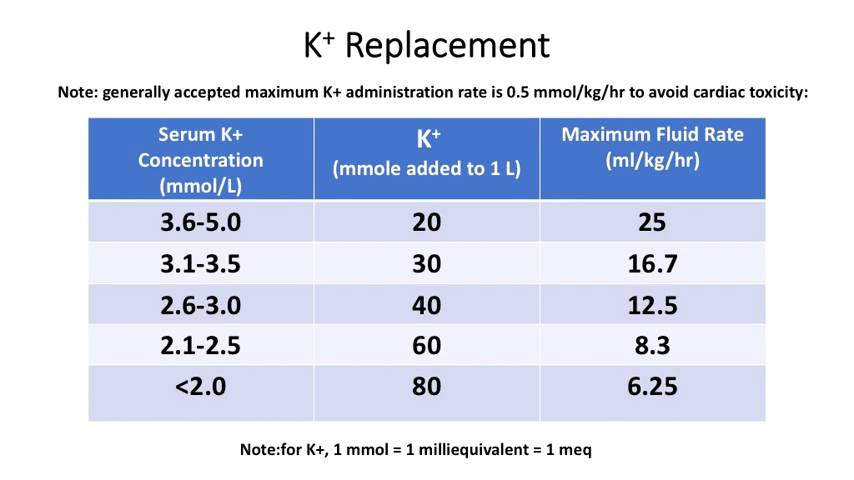 K⁺ Replacement
Note: generally accepted maximum K+ administration rate is 0.5 mmol/kg/hr to avoid cardiac toxicity:
Serum K+
Concentration
(mmol/L)
K⁺
(mmole added to 1 L)
Maximum Fluid Rate
(ml/kg/hr)
3.6-5.0 20 25
3.1-3.5 30 16.7
2.6-3.0 40 12.5
2.1-2.5 60 8.3
<2.0 80 6.25
Note:for K+, 1 mmol = 1 milliequivalent = 1 meq